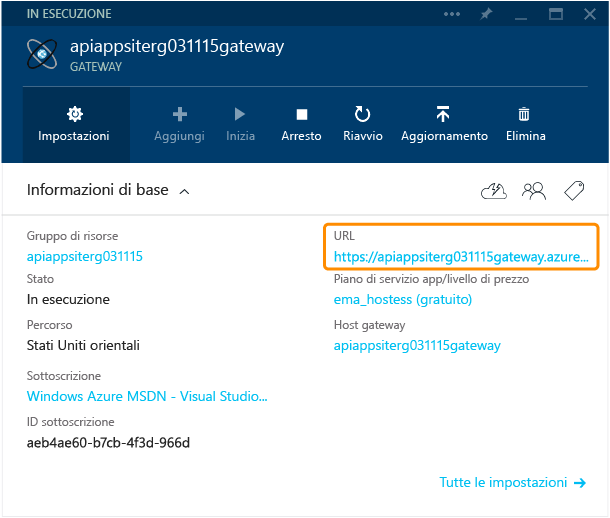 IN ESECUZIONE
apiappsiterg031115gateway
GATEWAY
Impostazioni
Aggiungi
Inizia
Arresto
Riavvio
Aggiornamento
Elimina
Informazioni di base
Gruppo di risorse
apiappsiterg031115
Stato
In esecuzione
Percorso
Stati Uniti orientali
Sottoscrizione
Windows Azure MSDN - Visual Studio...
ID sottoscrizione
aeb4ae60-b7cb-4f3d-966d
URL
https://apiappsiterg031115gateway.azure...
Piano di servizio app/livello di prezzo
ema_hostess (gratuito)
Host gateway
apiappsiterg031115gateway
Tutte le impostazioni